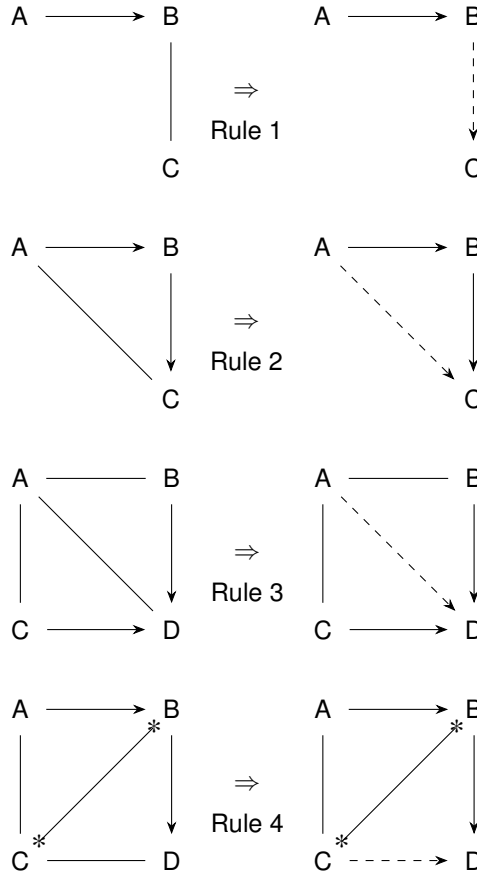 A B A B
⇒
Rule 1
C C
A B A B
⇒
Rule 2
C C
A B A B
⇒
Rule 3
C D C D
A B A B
* *
⇒
Rule 4
* *
C D C D